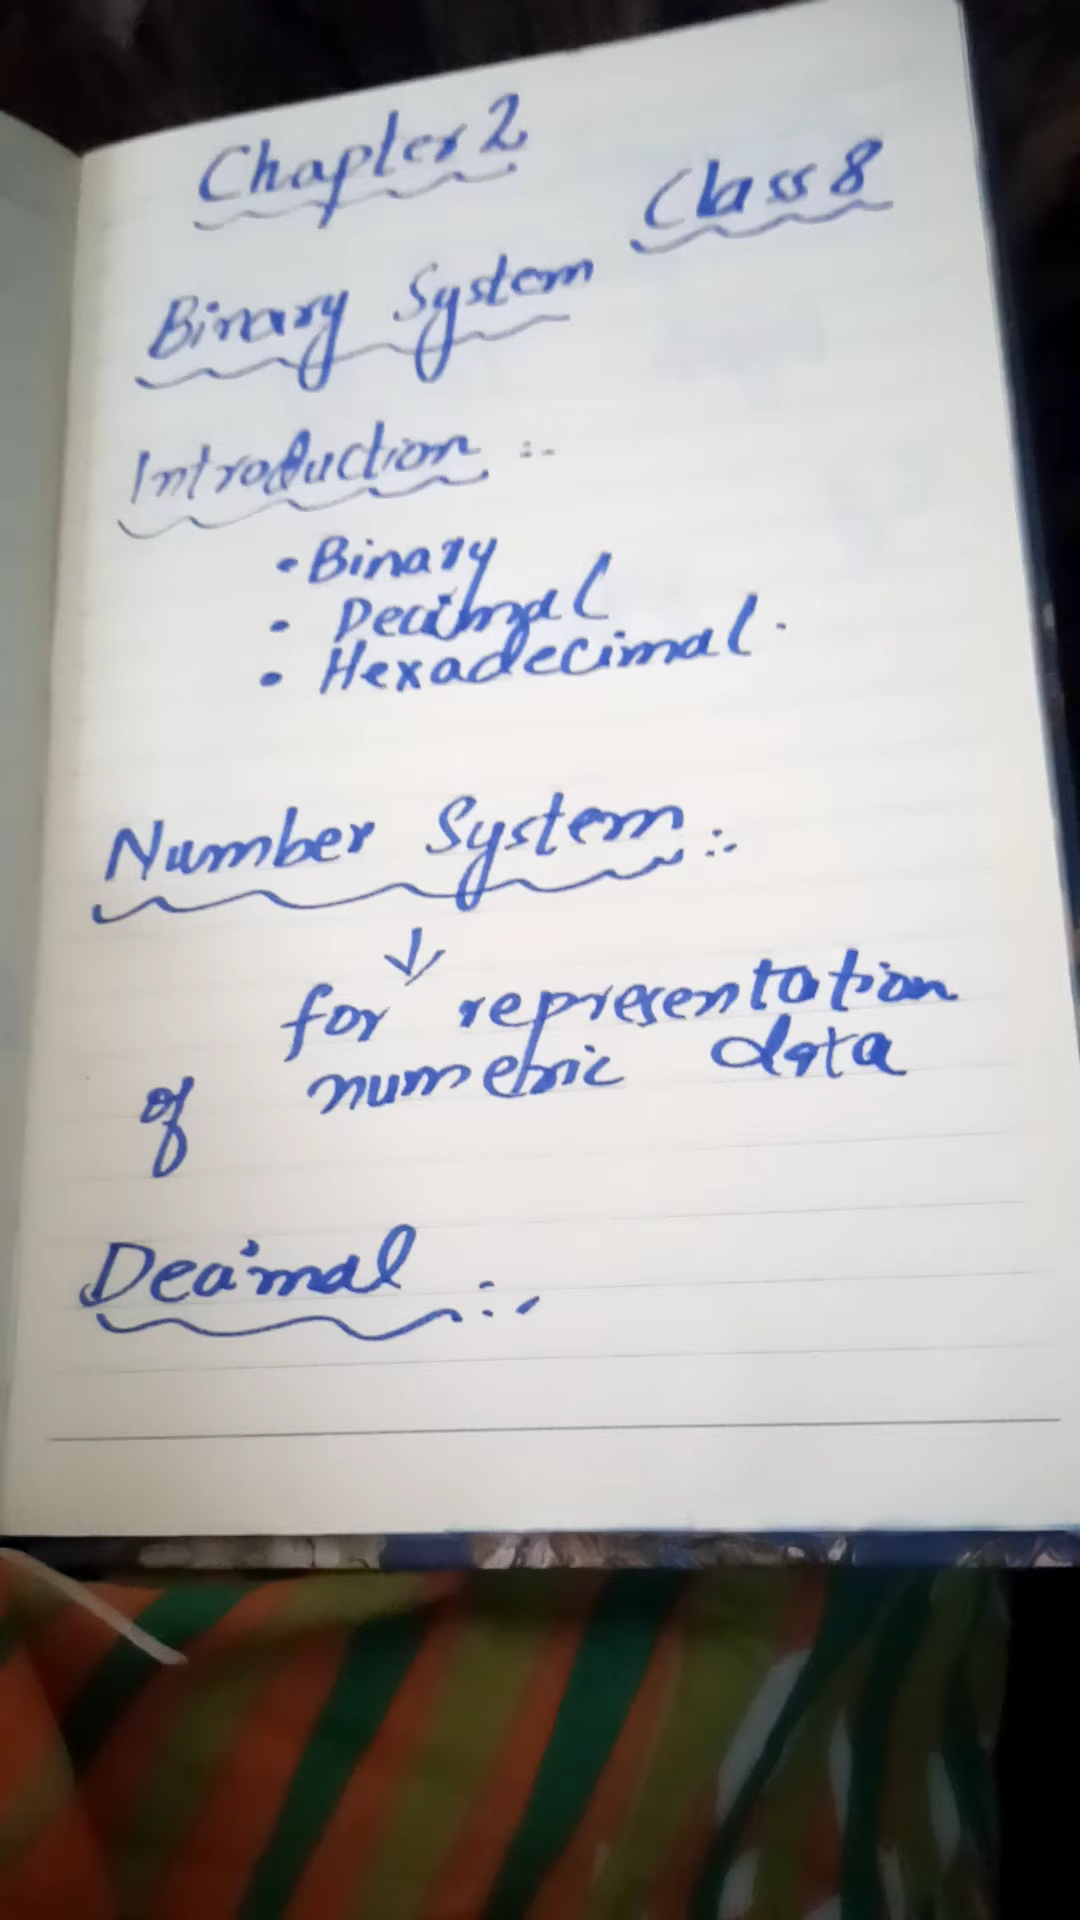 Chapter 2
Class 8
Binary System
Introduction :-
• Binary
• Decimal
• Hexadecimal.
Number System :-
↓
for representation
of numeric data
Decimal :-